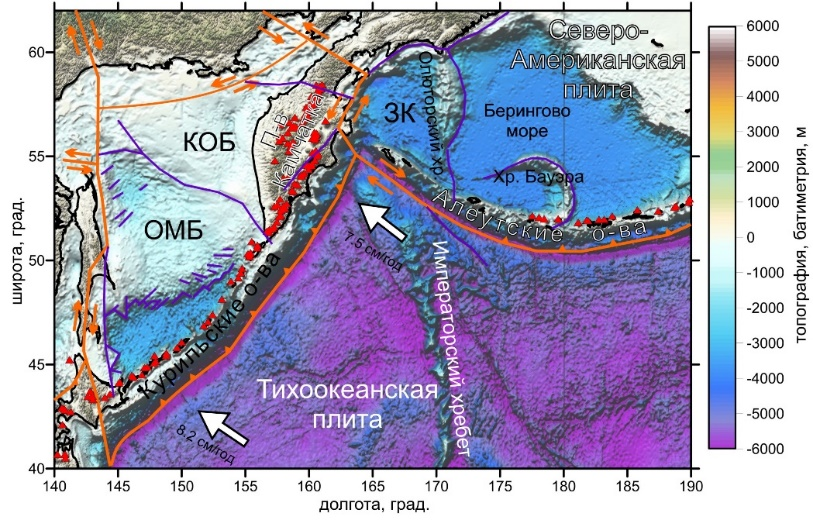 Северо-
Американская
плита
Олюторский хр.
ЗК
Берингово
море
КОБ
П-в
Камчатка
Хр. Бауэра
Алеутские о-ва
ОМБ
7.5 см/год
Императорский хребет
Курильские о-ва
Тихоокеанская
плита
8.2 см/год
60
55
50
45
40
широта, град.
140 145 150 155 160 165 170 175 180 185 190
долгота, град.
6000
5000
4000
3000
2000
1000
0
-1000
-2000
-3000
-4000
-5000
-6000
топография, батиметрия, м